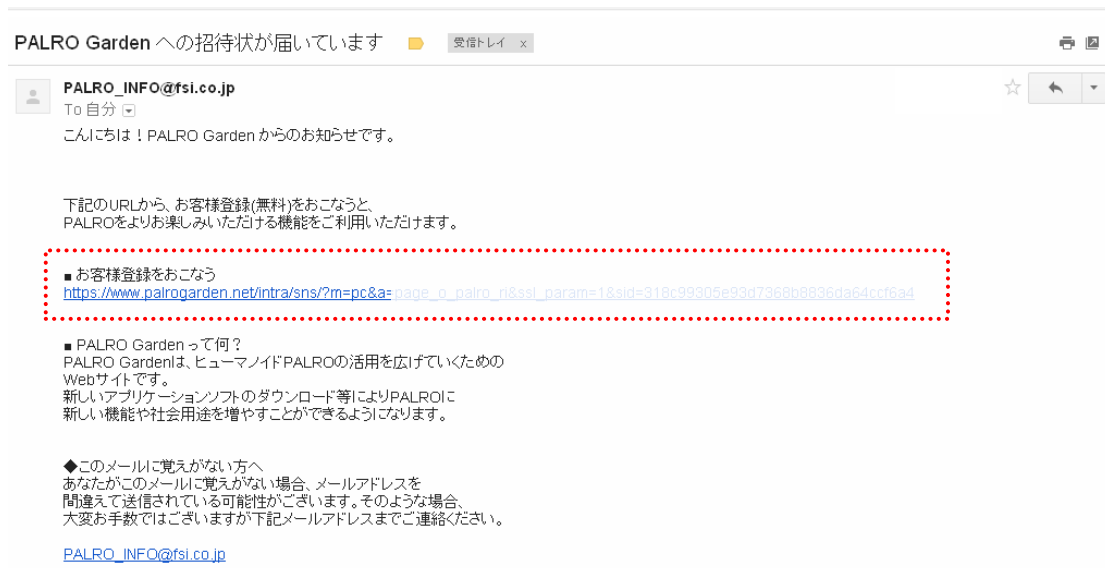 PALRO Garden への招待状が届いています 受信トレイ x
PALRO_INFO@fsi.co.jp
To 自分
こんにちは！PALRO Garden からのお知らせです。
下記のURLから、お客様登録(無料)をおこなうと、
PALROをよりお楽しみいただける機能をご利用いただけます。
■ お客様登録をおこなう
https://www.palrogarden.net/intra/sns/?m=pc&a=page_o_palro_ri&ssl_param=1&sid=318c99305e93d7368b8836da64ccf6a4
■ PALRO Garden って何？
PALRO Gardenは、ヒューマノイドPALROの活用を広げていくための
Webサイトです。
新しいアプリケーションソフトのダウンロード等によりPALROに
新しい機能や社会用途を増やすことができるようになります。
◆このメールに覚えがない方へ
あなたがこのメールに覚えがない場合、メールアドレスを
間違えて送信されている可能性がございます。そのような場合、
大変お手数ではございますが下記メールアドレスまでご連絡ください。
PALRO_INFO@fsi.co.jp